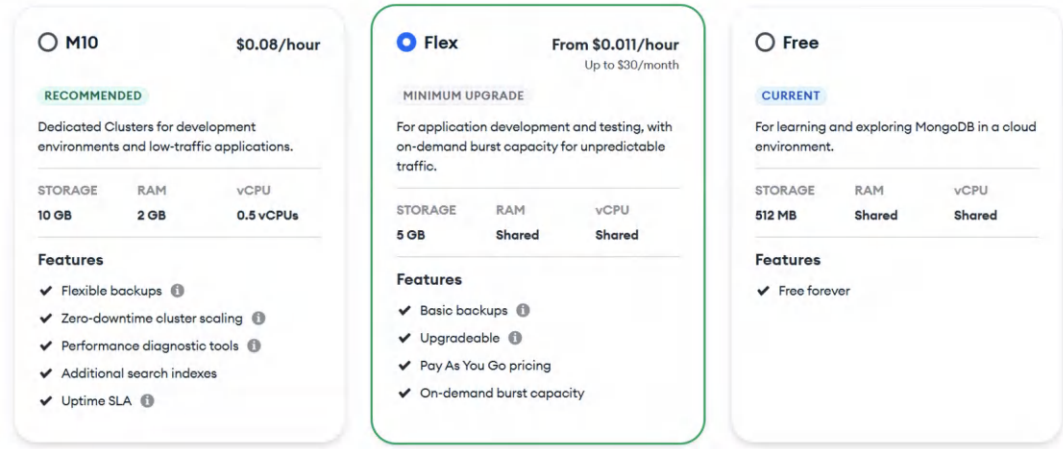 M10
$0.08/hour
RECOMMENDED
Dedicated Clusters for development
environments and low-traffic applications.
STORAGE RAM vCPU
10 GB 2 GB 0.5 vCPUs
Features
Flexible backups
Zero-downtime cluster scaling
Performance diagnostic tools
Additional search indexes
Uptime SLA
Flex
From $0.011/hour
Up to $30/month
MINIMUM UPGRADE
For application development and testing, with
on-demand burst capacity for unpredictable
traffic.
STORAGE RAM vCPU
5 GB Shared Shared
Features
Basic backups
Upgradeable
Pay As You Go pricing
On-demand burst capacity
Free
CURRENT
For learning and exploring MongoDB in a cloud
environment.
STORAGE RAM vCPU
512 MB Shared Shared
Features
Free forever